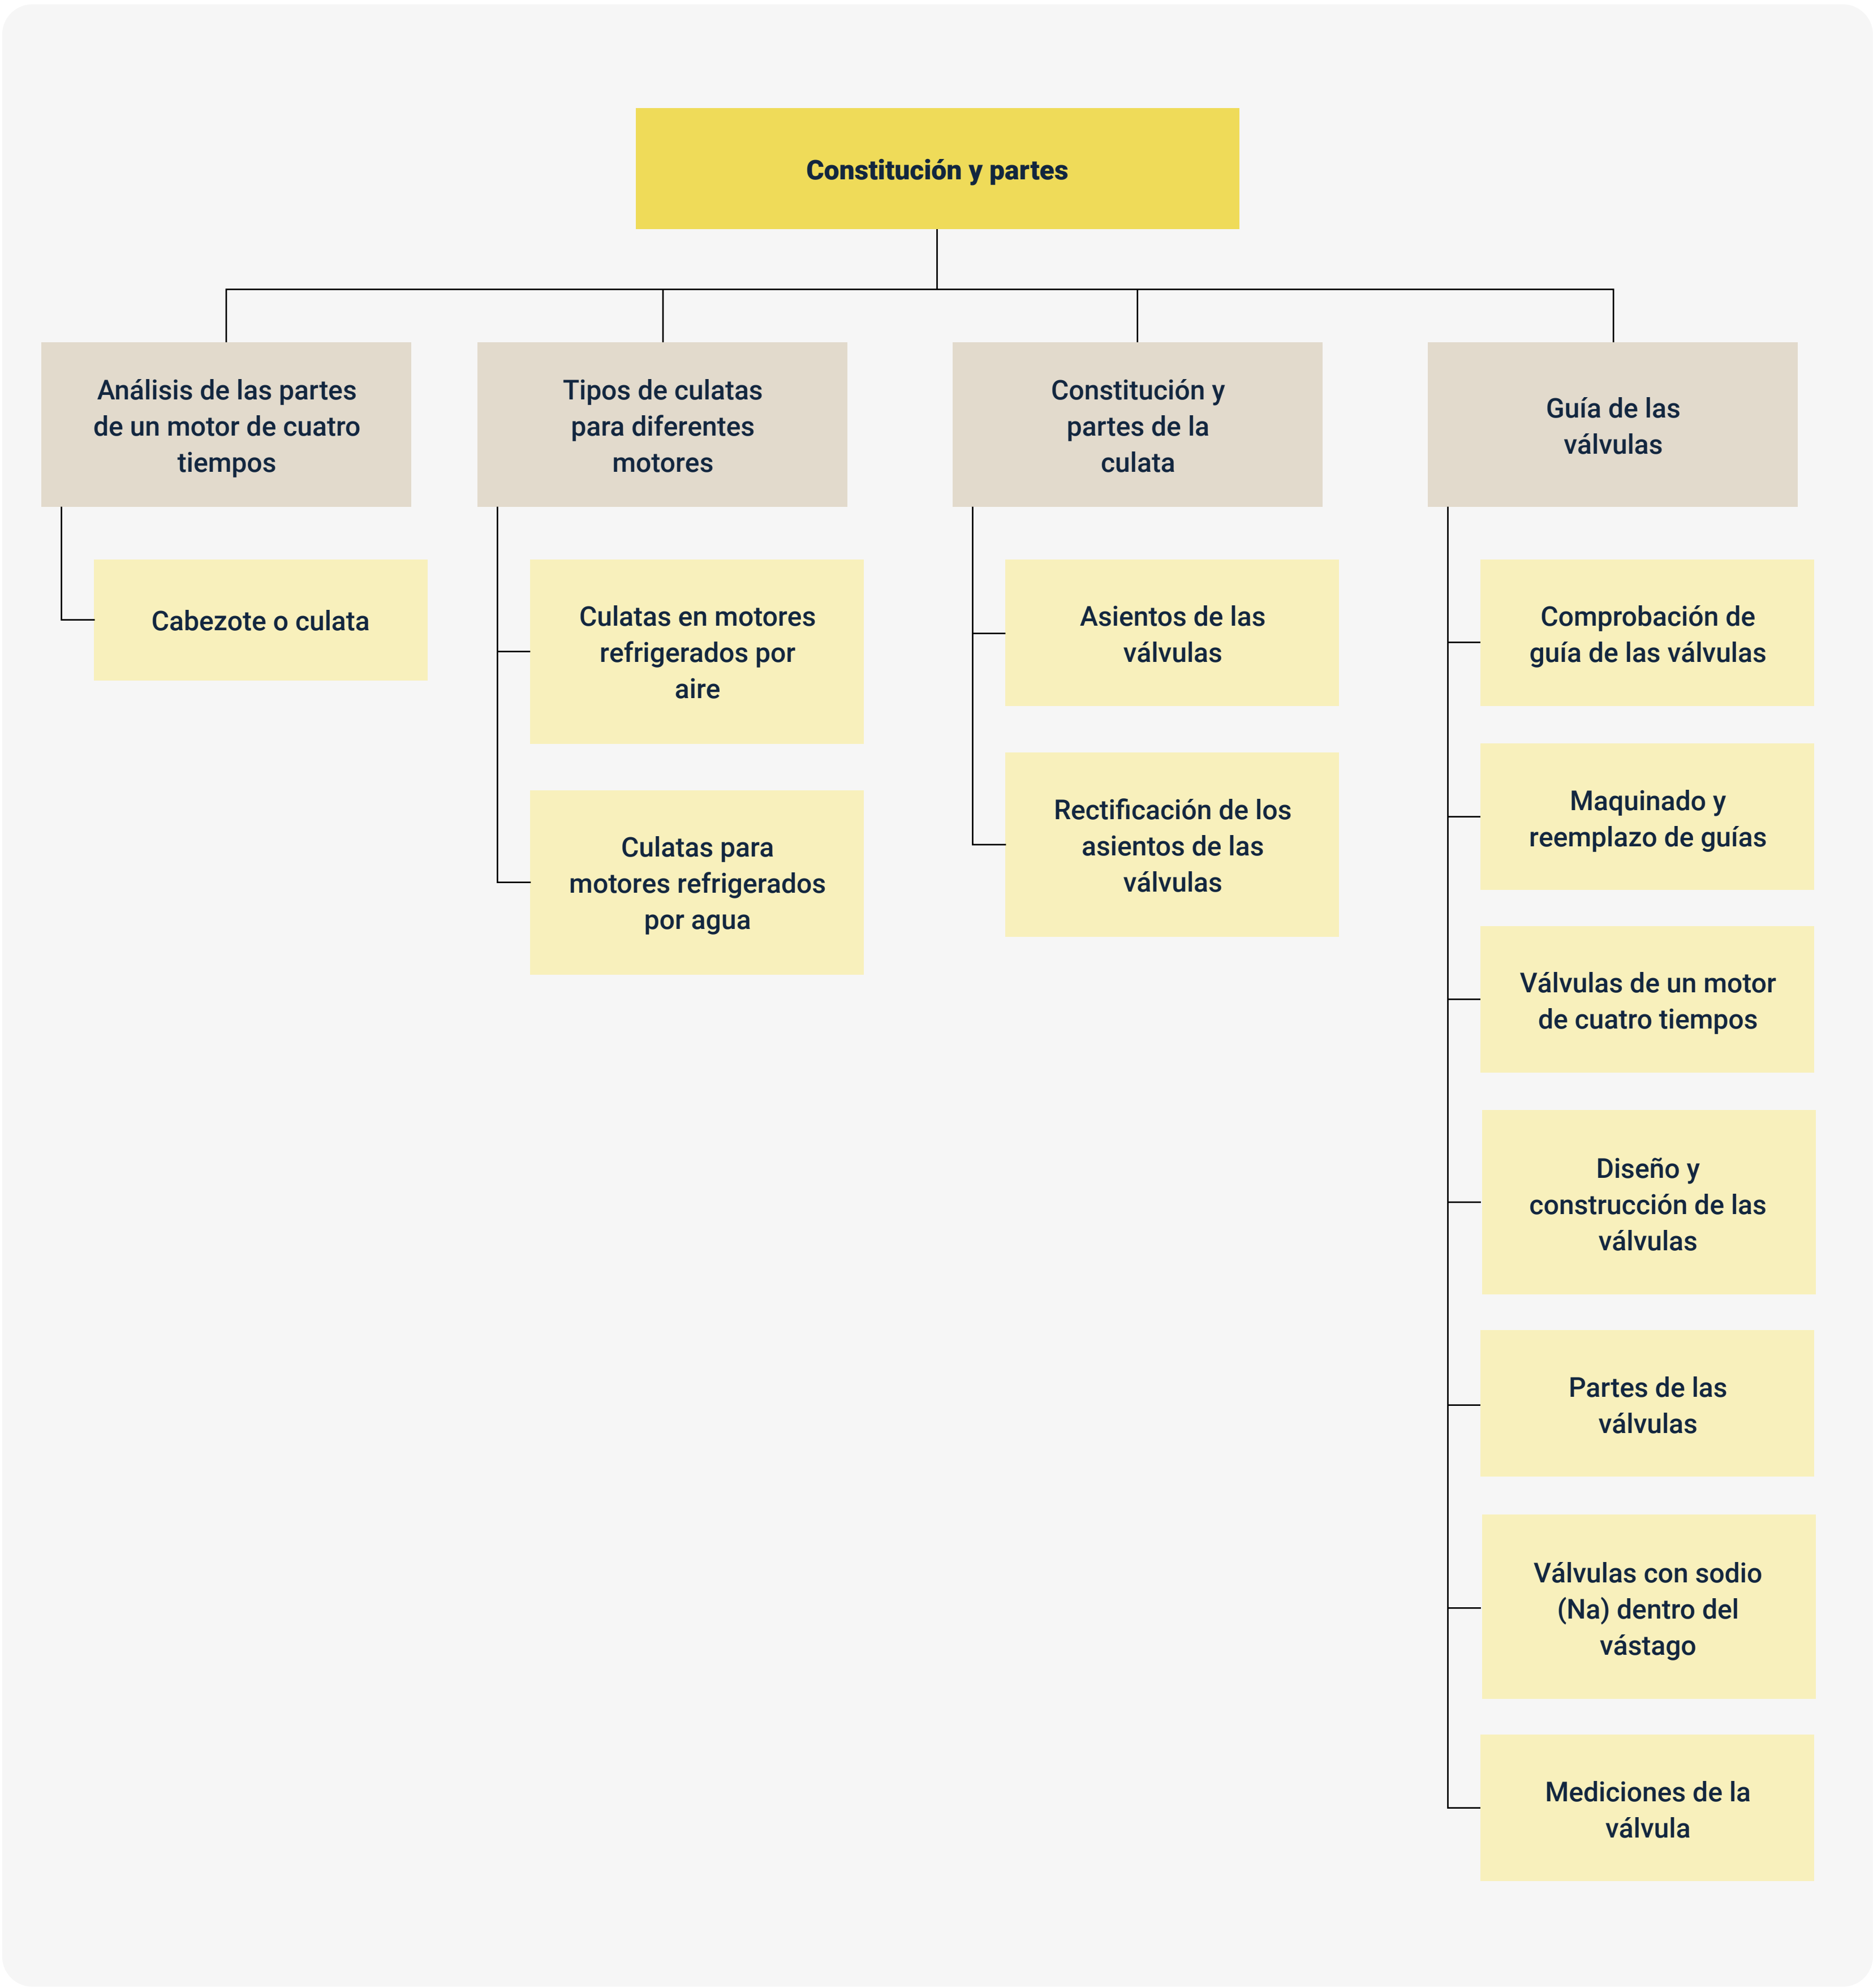 Constitución y partes
Análisis de las partes
de un motor de cuatro
tiempos
Cabezote o culata
Tipos de culatas
para diferentes
motores
Culatas en motores
refrigerados por
aire
Culatas para
motores refrigerados
por agua
Constitución y
partes de la
culata
Asientos de las
válvulas
Rectificación de los
asientos de las
válvulas
Guía de las
válvulas
Comprobación de
guía de las válvulas
Maquinado y
reemplazo de guías
Válvulas de un motor
de cuatro tiempos
Diseño y
construcción de las
válvulas
Partes de las
válvulas
Válvulas con sodio
(Na) dentro del
vástago
Mediciones de la
válvula